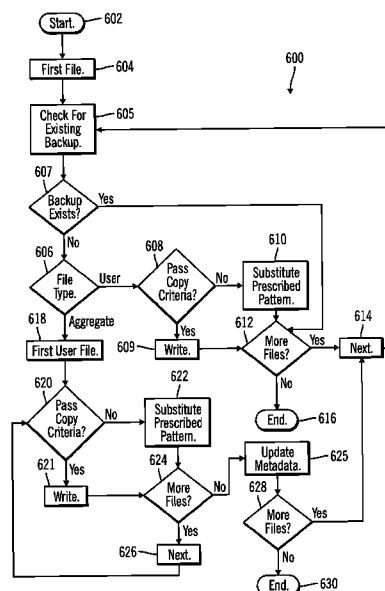 Start.
602
First File.
604
600
Check For
Existing
Backup.
605
607
Backup
Exists?
Yes
No
606
File
Type.
User
Aggregate
608
Pass
Copy
Criteria?
No
Yes
610
Substitute
Prescribed
Pattern.
609
Write.
612
More
Files?
Yes
No
614
Next.
End.
616
618
First User File.
620
Pass
Copy
Criteria?
No
Yes
622
Substitute
Prescribed
Pattern.
621
Write.
624
More
Files?
No
Yes
626
Next.
Update
Metadata.
625
628
More
Files?
Yes
No
End.
630